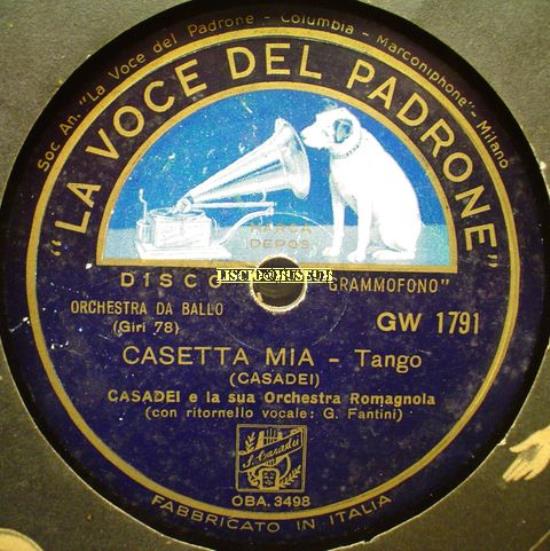 Soc An. "La Voce del Padrone - Columbia - Marconiphone" - Milano
"LA VOCE DEL PADRONE"
MARCA
DEPOS.
DISCO GRAMMOFONO"
LISCIO@MUSEUM
ORCHESTRA DA BALLO
(Giri 78)
GW 1791
CASETTA MIA - Tango
(CASADEI)
CASADEI e la sua Orchestra Romagnola
(con ritornello vocale: G. Fantini)
S. Casadei
OBA. 3498
FABBRICATO IN ITALIA